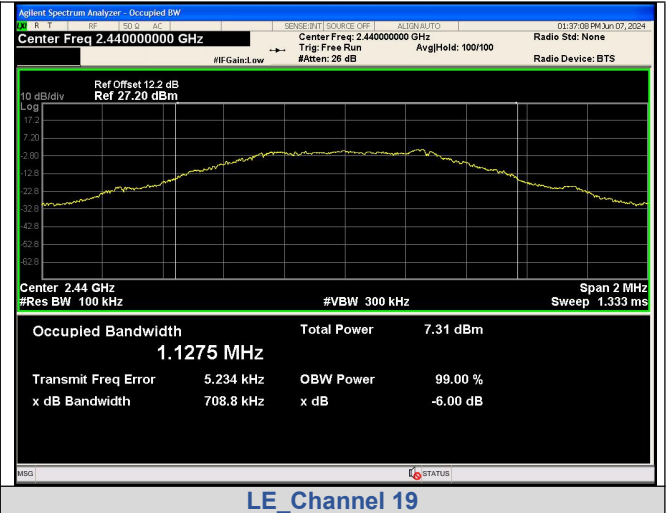 Agilent Spectrum Analyzer - Occupied BW
R T RF 50 Ω AC SENSE:INT SOURCE OFF ALIGN AUTO 01:37:08 PM Jun 07, 2024
Center Freq 2.440000000 GHz Center Freq: 2.440000000 GHz Radio Std: None
Trig: Free Run Avg|Hold: 100/100
#IFGain:Low #Atten: 26 dB Radio Device: BTS
Ref Offset 12.2 dB
10 dB/div Ref 27.20 dBm
Log
17.2
7.20
-2.80
-12.8
-22.8
-32.8
-42.8
-52.8
-62.8
Center 2.44 GHz Span 2 MHz
#Res BW 100 kHz #VBW 300 kHz Sweep 1.333 ms
Occupied Bandwidth Total Power 7.31 dBm
1.1275 MHz
Transmit Freq Error 5.234 kHz OBW Power 99.00 %
x dB Bandwidth 708.8 kHz x dB -6.00 dB
MSG STATUS
LE_Channel 19